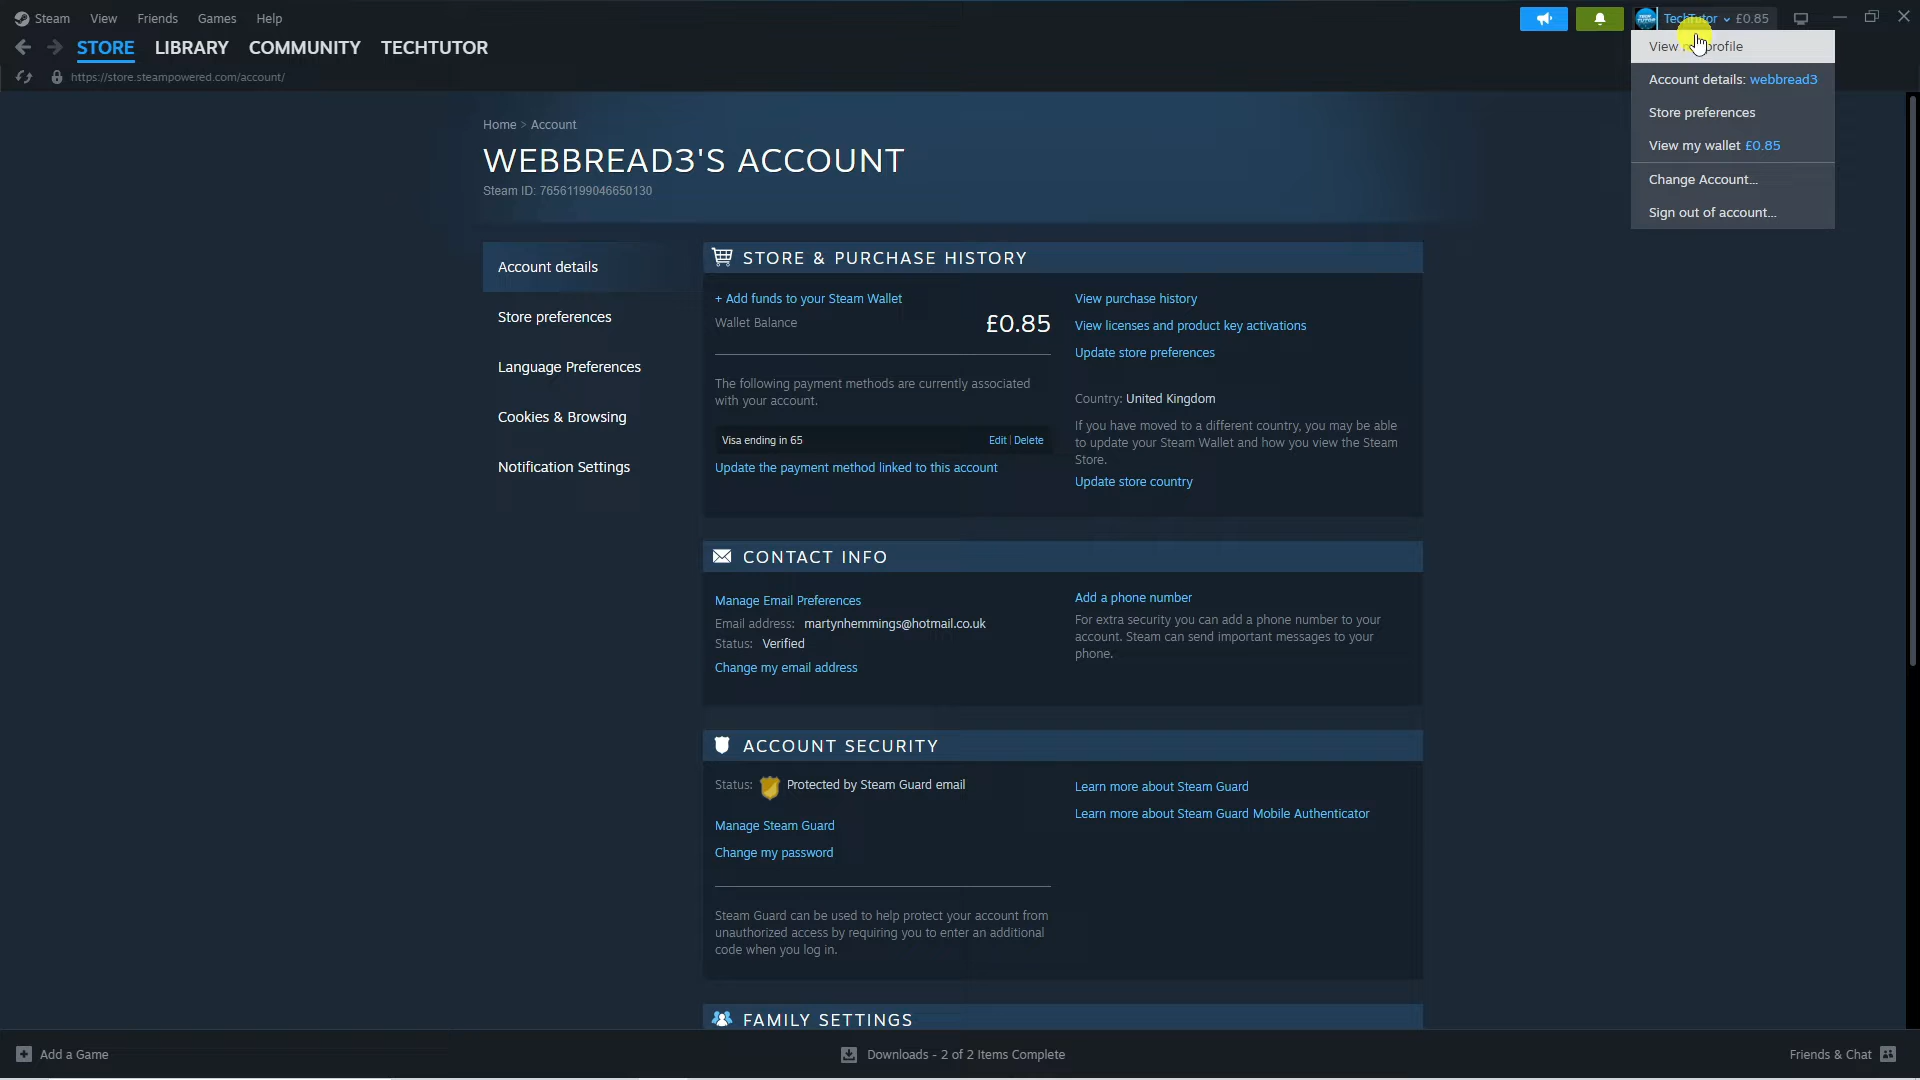 Steam View Friends Games Help
TechTutor £0.85
STORE LIBRARY COMMUNITY TECHTUTOR
https://store.steampowered.com/account/
View profile
Account details: webbread3
Store preferences
View my wallet £0.85
Change Account...
Sign out of account...
Home > Account
WEBBREAD3'S ACCOUNT
Steam ID: 76561199046650130
Account details
Store preferences
Language Preferences
Cookies & Browsing
Notification Settings
STORE & PURCHASE HISTORY
+ Add funds to your Steam Wallet
Wallet Balance £0.85
The following payment methods are currently associated
with your account.
Visa ending in 65 Edit | Delete
Update the payment method linked to this account
View purchase history
View licenses and product key activations
Update store preferences
Country: United Kingdom
If you have moved to a different country, you may be able
to update your Steam Wallet and how you view the Steam
Store.
Update store country
CONTACT INFO
Manage Email Preferences
Email address: martynhemmings@hotmail.co.uk
Status: Verified
Change my email address
Add a phone number
For extra security you can add a phone number to your
account. Steam can send important messages to your
phone.
ACCOUNT SECURITY
Status: Protected by Steam Guard email
Manage Steam Guard
Change my password
Steam Guard can be used to help protect your account from
unauthorized access by requiring you to enter an additional
code when you log in.
Learn more about Steam Guard
Learn more about Steam Guard Mobile Authenticator
FAMILY SETTINGS
Add a Game
Downloads - 2 of 2 Items Complete
Friends & Chat